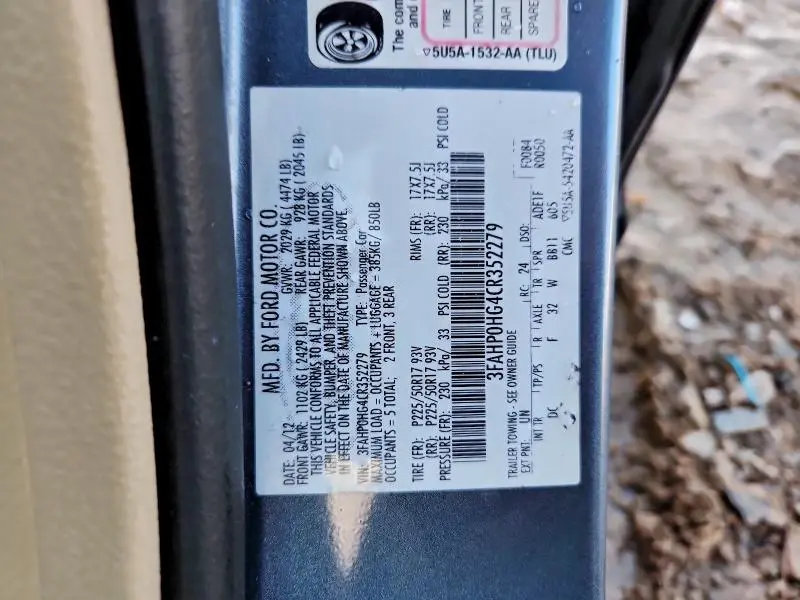 The com
and
TIRE
FRONT
REAR
SPARE
5U5A-1532-AA (TLU)
MFD. BY FORD MOTOR CO.
DATE: 04/12 GVWR: 2029 KG ( 4474 LB)
FRONT GAWR: 1102 KG ( 2429 LB) REAR GAWR: 928 KG ( 2045 LB)
THIS VEHICLE CONFORMS TO ALL APPLICABLE FEDERAL MOTOR
VEHICLE SAFETY, BUMPER, AND THEFT PREVENTION STANDARDS
IN EFFECT ON THE DATE OF MANUFACTURE SHOWN ABOVE.
VIN: 3FAHP0HG4CR352279 TYPE: Passenger Car
MAXIMUM LOAD = OCCUPANTS + LUGGAGE = 385KG/ 850LB
OCCUPANTS = 5 TOTAL; 2 FRONT, 3 REAR
TIRE (FR): P225/50R17 93V RIMS (FR): 17X7.5J
(RR): P225/50R17 93V (RR): 17X7.5J
PRESSURE (FR): 230 kPa/ 33 PSI COLD (RR): 230 kPa/ 33 PSI COLD
3FAHP0HG4CR352279
TRAILER TOWING - SEE OWNER GUIDE
F0084
R0050
EXT PNT: UN RC: 24 DSO:
INT TR TP/PS R AXLE TR SPR ADE1F
DC F 32 W BB11 605
CMC 5U5A-5420472-AA